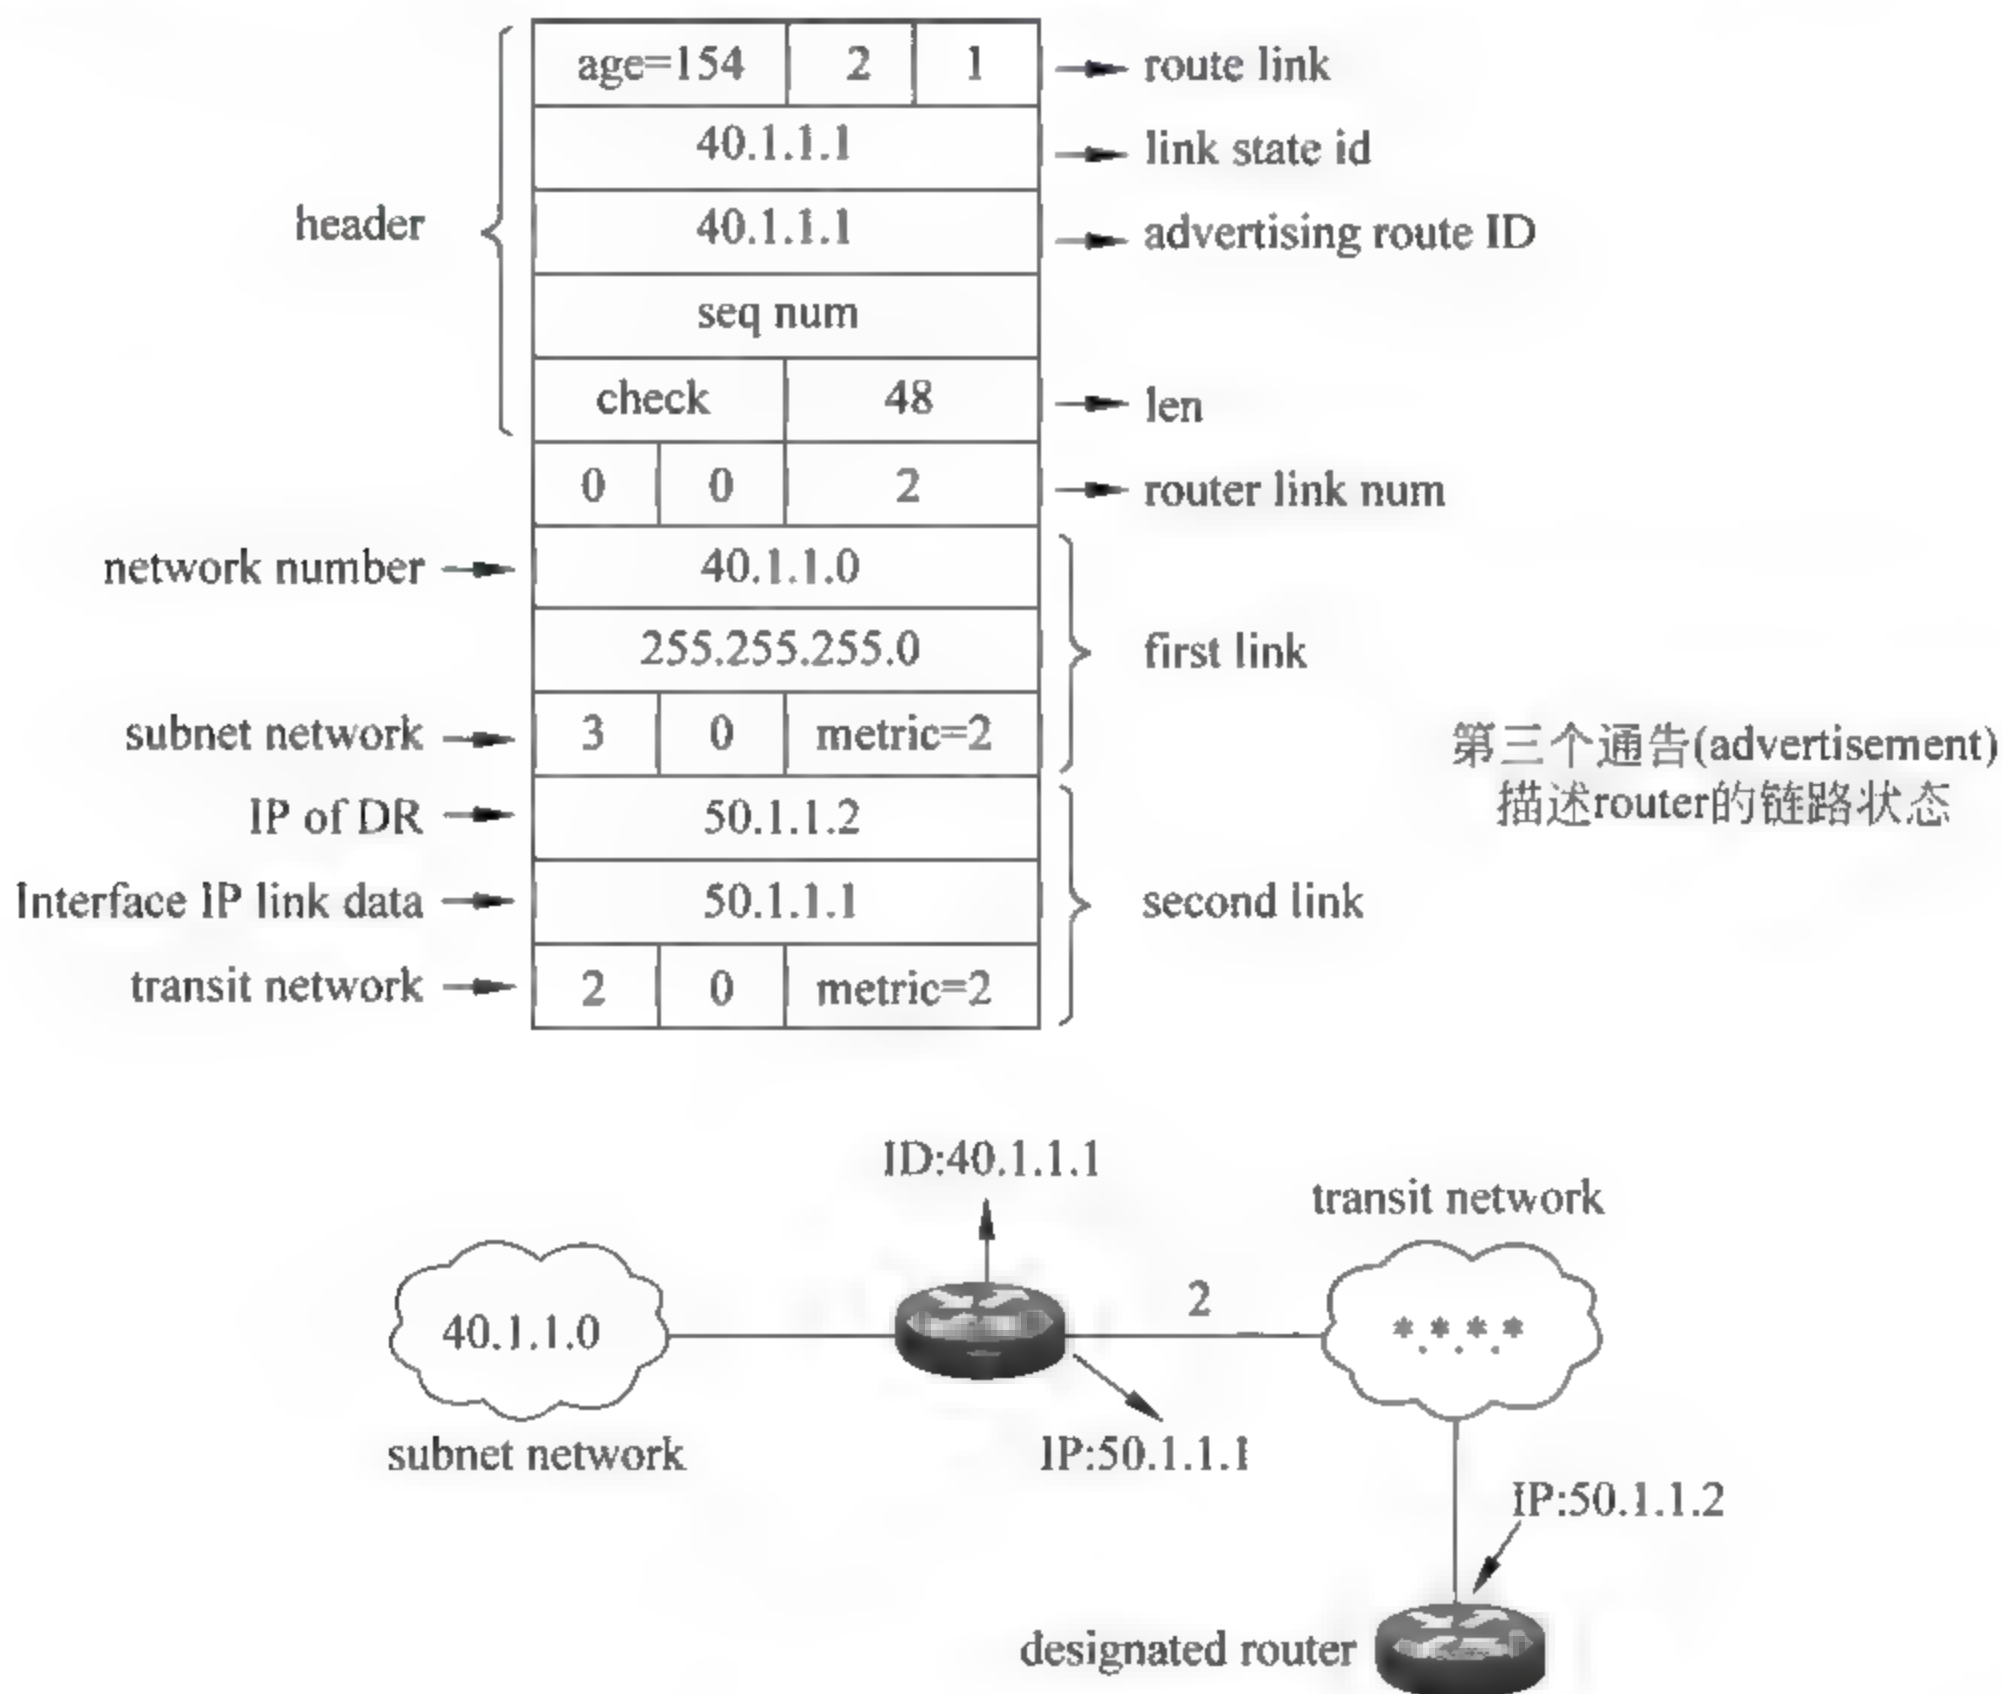 age=154 2 1 route link
40.1.1.1 link state id
header
40.1.1.1 advertising route ID
seq num
check 48 len
0 0 2 router link num
network number 40.1.1.0
255.255.255.0 first link
subnet network 3 0 metric=2
第三个通告(advertisement)
描述router的链路状态
IP of DR 50.1.1.2
Interface IP link data 50.1.1.1 second link
transit network 2 0 metric=2
ID:40.1.1.1
transit network
2
40.1.1.0
*.*.*.*
subnet network
IP:50.1.1.1
IP:50.1.1.2
designated router